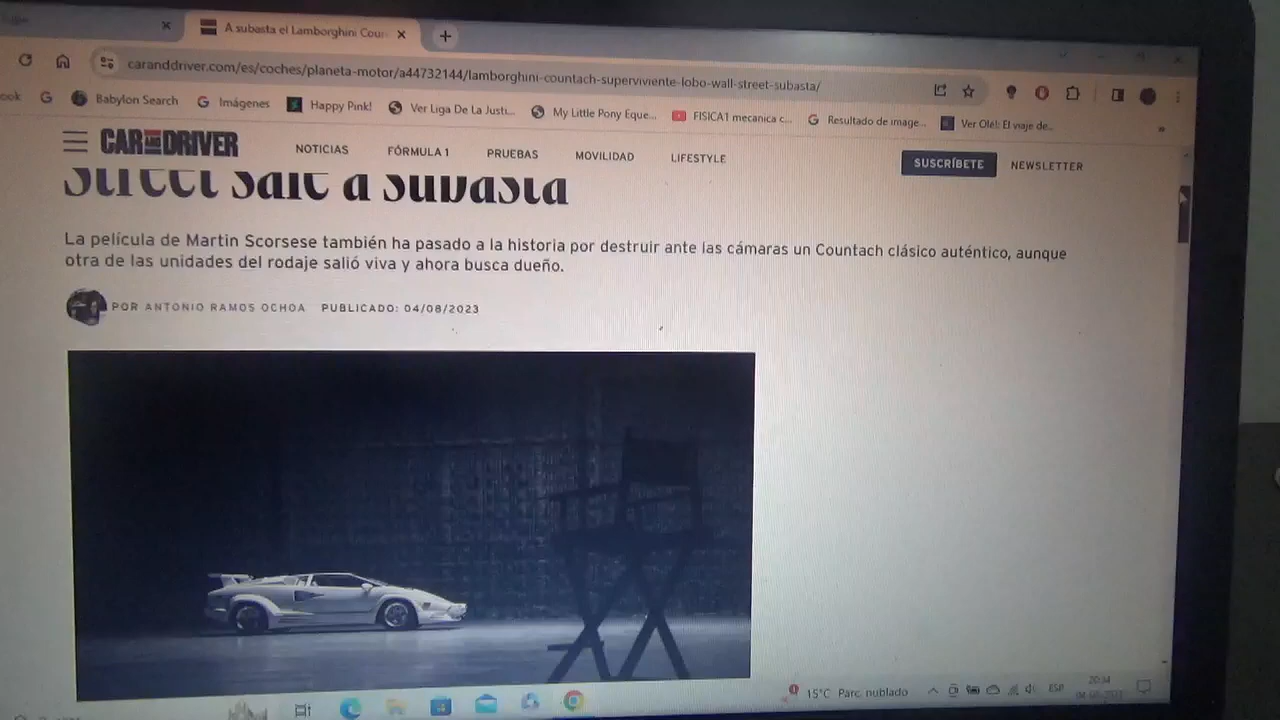 A subasta el Lamborghini Coun
caranddriver.com/es/coches/planeta-motor/a44732144/lamborghini-countach-superviviente-lobo-wall-street-subasta/
ook Babylon Search Imágenes Happy Pink! Ver Liga De La Justi... My Little Pony Eque... FISICA1 mecanica c... Resultado de image... Ver Olé!: El viaje de... »
CAR AND DRIVER NOTICIAS FÓRMULA 1 PRUEBAS MOVILIDAD LIFESTYLE SUSCRÍBETE NEWSLETTER
Street sale a subasta
La película de Martin Scorsese también ha pasado a la historia por destruir ante las cámaras un Countach clásico auténtico, aunque
otra de las unidades del rodaje salió viva y ahora busca dueño.
POR ANTONIO RAMOS OCHOA PUBLICADO: 04/08/2023
15°C Parc. nublado ESP 20:34